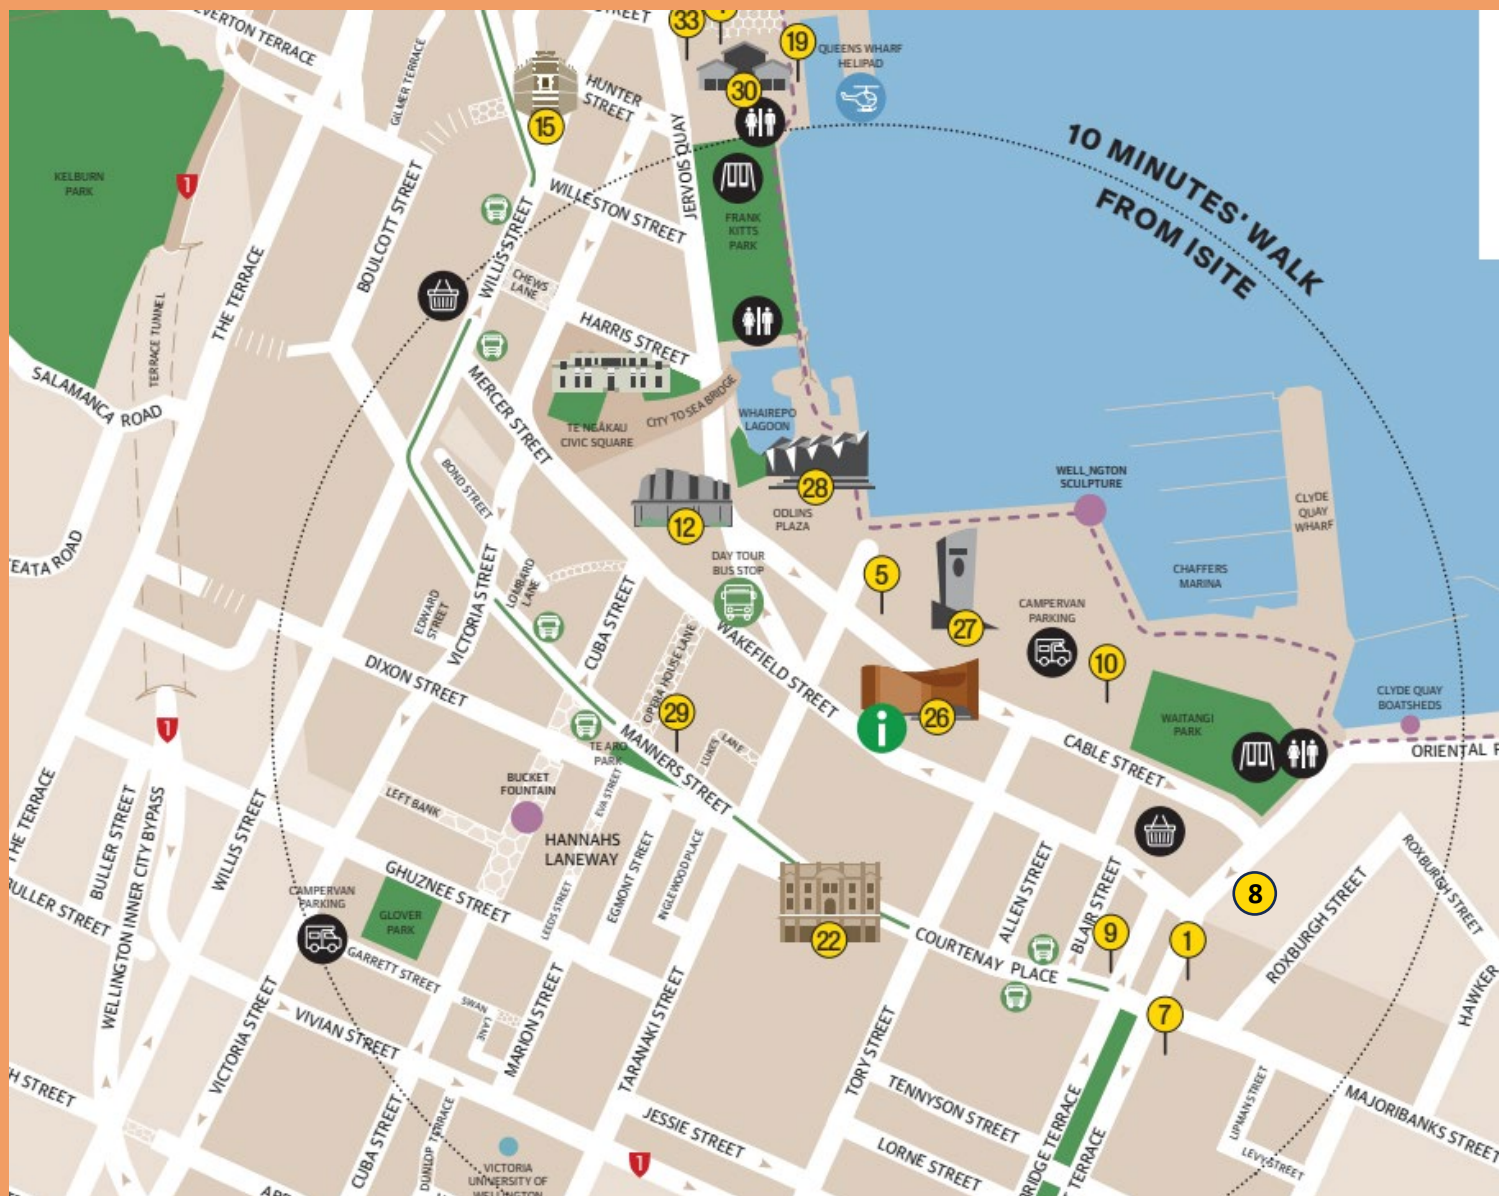 EVERTON TERRACE
STREET
33
19
QUEENS WHARF
HELIPAD
GILMER TERRACE
HUNTER
STREET
30
15
10 MINUTES' WALK
FROM ISITE
KELBURN
PARK
1
BOULCOTT STREET
WILLESTON STREET
JERVOIS QUAY
FRANK
KITTS
PARK
WILLIS STREET
CHEWS
LANE
THE TERRACE
TERRACE TUNNEL
HARRIS STREET
SALAMANCA ROAD
MERCER STREET
CITY TO SEA BRIDGE
TE NGĀKAU
CIVIC SQUARE
WHAIREPO
LAGOON
BOND STREET
28
ODLINS
PLAZA
12
WELL_NGTON
SCULPTURE
CLYDE
QUAY
WHARF
CHAFFERS
MARINA
DAY TOUR
BUS STOP
5
27
CAMPERVAN
PARKING
10
EDWARD
STREET
VICTORIA STREET
LOMBARD
LANE
CUBA STREET
OPERA HOUSE LANE
WAKEFIELD STREET
DIXON STREET
29
26
i
WAITANGI
PARK
CLYDE QUAY
BOATSHEDS
ORIENTAL
1
TE ARO
PARK
MANNERS STREET
LUKES LANE
CABLE STREET
BUCKET
FOUNTAIN
EVA STREET
LEFT BANK
HANNAHS
LANEWAY
THE TERRACE
BULLER STREET
WELLINGTON INNER CITY BYPASS
WILLIS STREET
BULLER STREET
CAMPERVAN
PARKING
GHUZNEE STREET
GLOVER
PARK
LEEDS STREET
EGMONT STREET
INGLEWOOD PLACE
22
ALLEN STREET
BLAIR STREET
8
ROXBURGH STREET
ROXBURGH STREET
9
1
COURTENAY PLACE
GARRETT STREET
SWAN
LANE
HAWKER
7
VICTORIA STREET
VIVIAN STREET
MARION STREET
TARANAKI STREET
TORY STREET
TENNYSON STREET
LIPMAN STREET
MAJORIBANKS STREET
JESSIE STREET
LORNE STREET
LEVY STREET
CUBA STREET
DUNLOP TERRACE
1
VICTORIA
UNIVERSITY OF
WELLINGTON
TERRACE